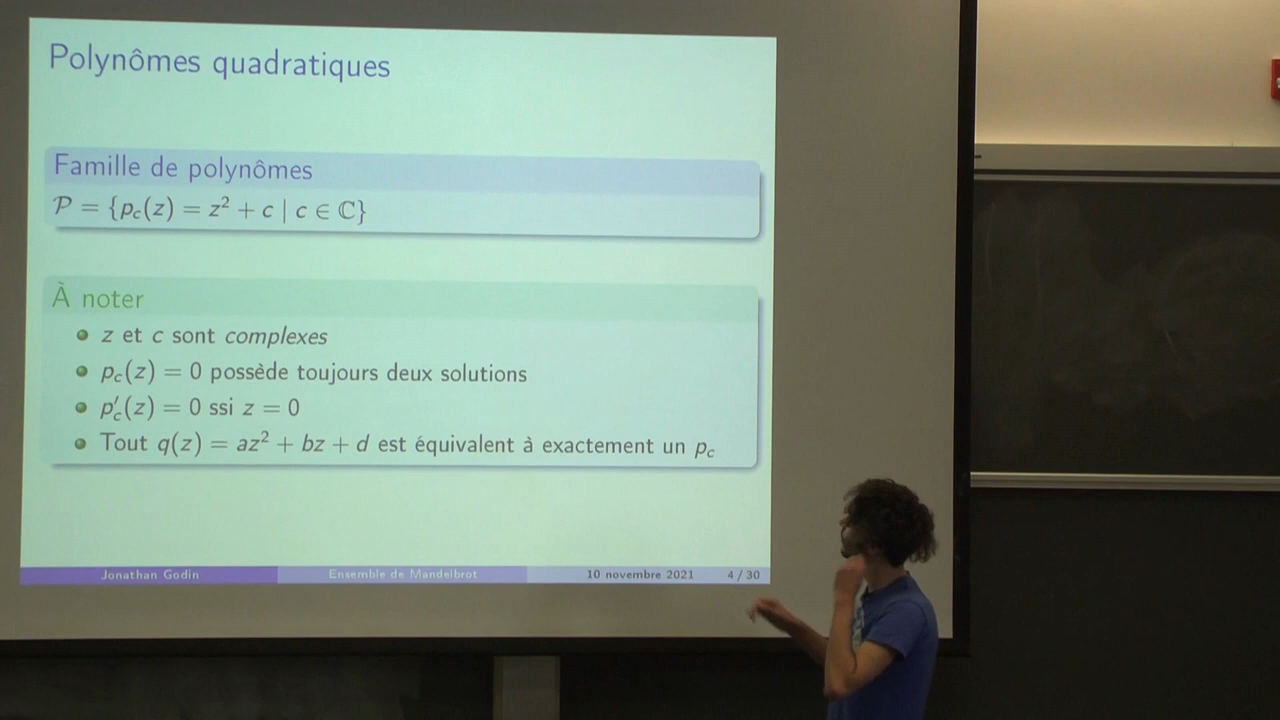 Polynômes quadratiques
Famille de polynômes
𝒫 = {p_c(z) = z² + c | c ∈ ℂ}
À noter
z et c sont complexes
p_c(z) = 0 possède toujours deux solutions
p′_c(z) = 0 ssi z = 0
Tout q(z) = az² + bz + d est équivalent à exactement un p_c
Jonathan Godin Ensemble de Mandelbrot 10 novembre 2021 4 / 30